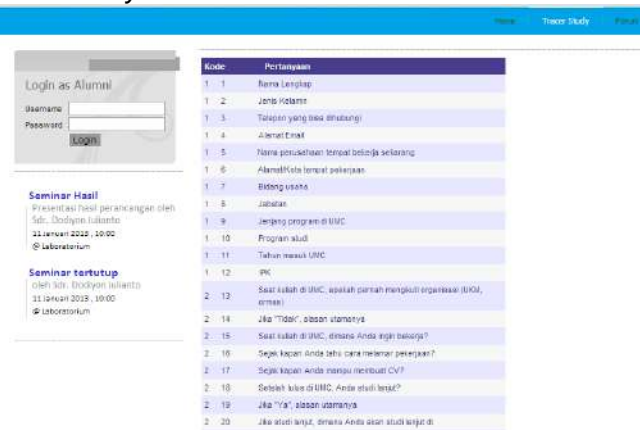 Home Tracer Study Forum
Login as Alumni
Username
Password
Login
Seminar Hasil
Presentasi hasil perancangan oleh
Sdr. Dodiyon Iulianto
11 Januari 2013 , 10:00
@ Laboratorium
Seminar tertutup
oleh Sdr. Dodiyon Iulianto
11 Januari 2013 , 10:00
@ Laboratorium
Kode Pertanyaan
1 1 Nama Lengkap
1 2 Jenis Kelamin
1 3 Telepon yang bisa dihubungi
1 4 Alamat Email
1 5 Nama perusahaan tempat bekerja sekarang
1 6 Alamat/Kota tempat pekerjaan
1 7 Bidang usaha
1 8 Jabatan
1 9 Jenjang program di UMC
1 10 Program studi
1 11 Tahun masuk UMC
1 12 IPK
2 13 Saat kuliah di UMC, apakah pernah mengikuti organisasi (UKM,
ormas)
2 14 Jika "Tidak", alasan utamanya
2 15 Saat kuliah di UMC, dimana Anda ingin bekerja?
2 16 Sejak kapan Anda tahu cara melamar pekerjaan?
2 17 Sejak kapan Anda mampu membuat CV?
2 18 Setelah lulus di UMC, Anda studi lanjut?
2 19 Jika "Ya", alasan utamanya
2 20 Jika studi lanjut, dimana Anda akan studi lanjut di